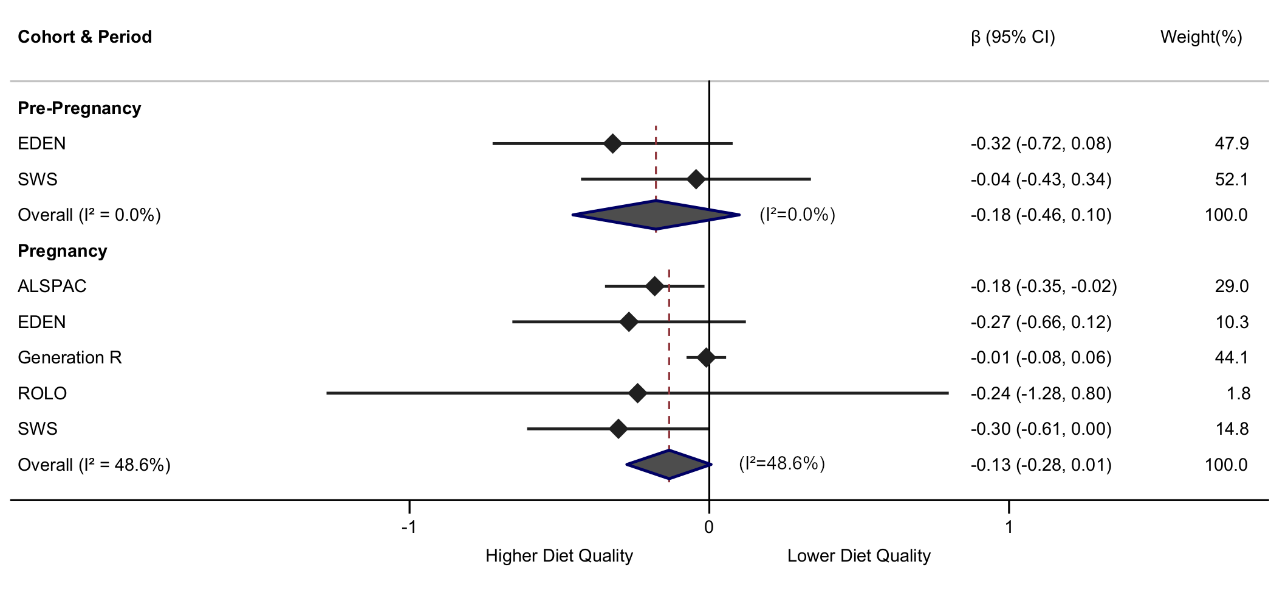 Cohort & Period β (95% CI) Weight(%)
Pre-Pregnancy
EDEN -0.32 (-0.72, 0.08) 47.9
SWS -0.04 (-0.43, 0.34) 52.1
Overall (I² = 0.0%) (I²=0.0%) -0.18 (-0.46, 0.10) 100.0
Pregnancy
ALSPAC -0.18 (-0.35, -0.02) 29.0
EDEN -0.27 (-0.66, 0.12) 10.3
Generation R -0.01 (-0.08, 0.06) 44.1
ROLO -0.24 (-1.28, 0.80) 1.8
SWS -0.30 (-0.61, 0.00) 14.8
Overall (I² = 48.6%) (I²=48.6%) -0.13 (-0.28, 0.01) 100.0
-1 0 1
Higher Diet Quality Lower Diet Quality